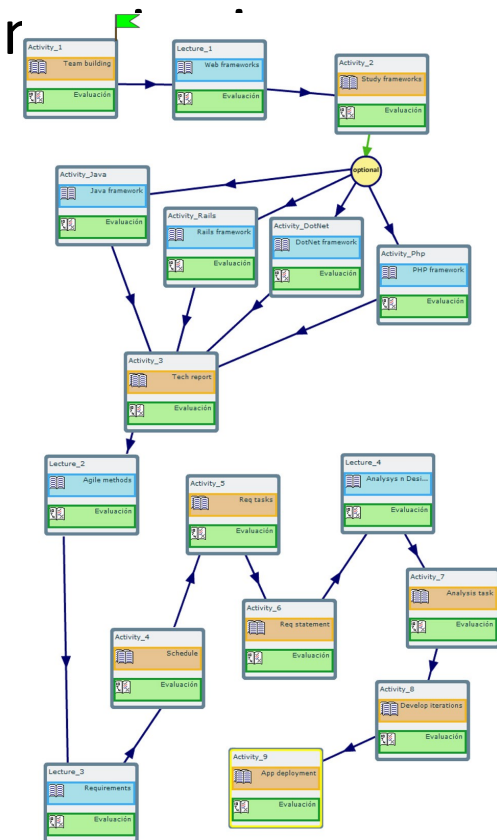 Activity_1
Team building
Evaluación
Lecture_1
Web frameworks
Evaluación
Activity_2
Study frameworks
Evaluación
optional
Activity_Java
Java framework
Evaluación
Activity_Rails
Rails framework
Evaluación
Activity_DotNet
DotNet framework
Evaluación
Activity_Php
PHP framework
Evaluación
Activity_3
Tech report
Evaluación
Lecture_2
Agile methods
Evaluación
Activity_5
Req tasks
Evaluación
Lecture_4
Analysys n Desi...
Evaluación
Activity_4
Schedule
Evaluación
Activity_6
Req statement
Evaluación
Activity_7
Analysis task
Evaluación
Lecture_3
Requirements
Evaluación
Activity_8
Develop iterations
Evaluación
Activity_9
App deployment
Evaluación